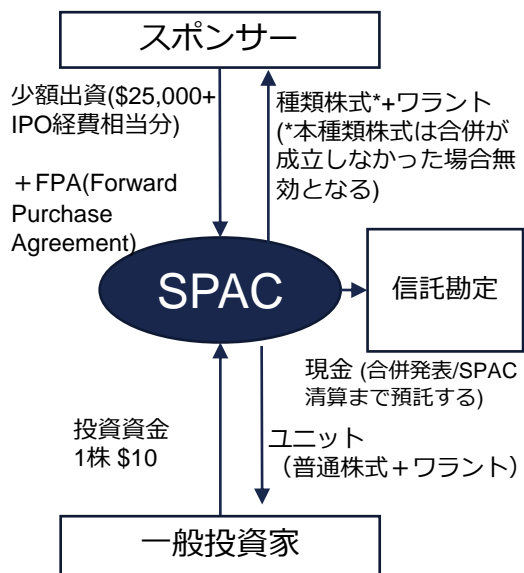 スポンサー
少額出資($25,000+
IPO経費相当分)
＋FPA(Forward
Purchase
Agreement)
種類株式*+ワラント
(*本種類株式は合併が
成立しなかった場合無
効となる)
SPAC
信託勘定
現金 (合併発表/SPAC
清算まで預託する)
投資資金
1株 $10
ユニット
（普通株式＋ワラント）
一般投資家